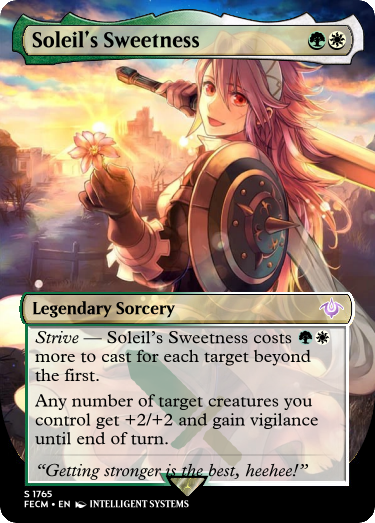 Soleil's Sweetness
Legendary Sorcery
Strive — Soleil's Sweetness costs
more to cast for each target beyond
the first.
Any number of target creatures you
control get +2/+2 and gain vigilance
until end of turn.
“Getting stronger is the best, heehee!”
S 1765
FECM • EN INTELLIGENT SYSTEMS